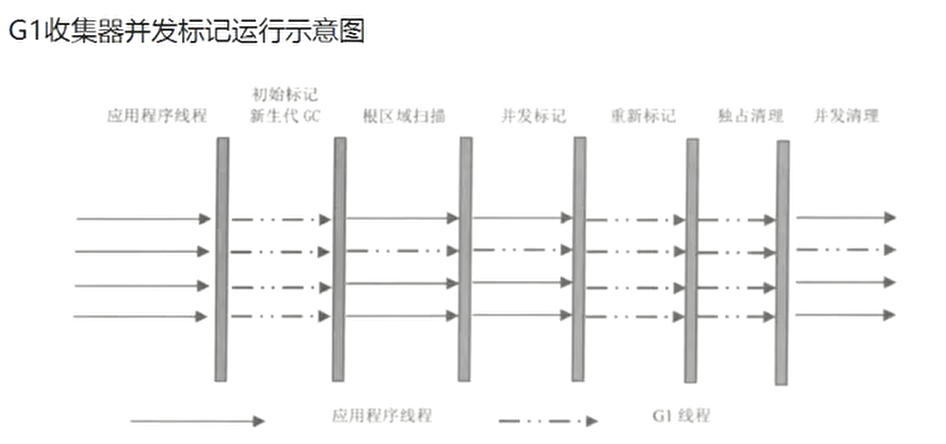 G1收集器并发标记运行示意图
应用程序线程
初始标记
新生代 GC
根区域扫描
并发标记
重新标记
独占清理
并发清理
应用程序线程
G1 线程